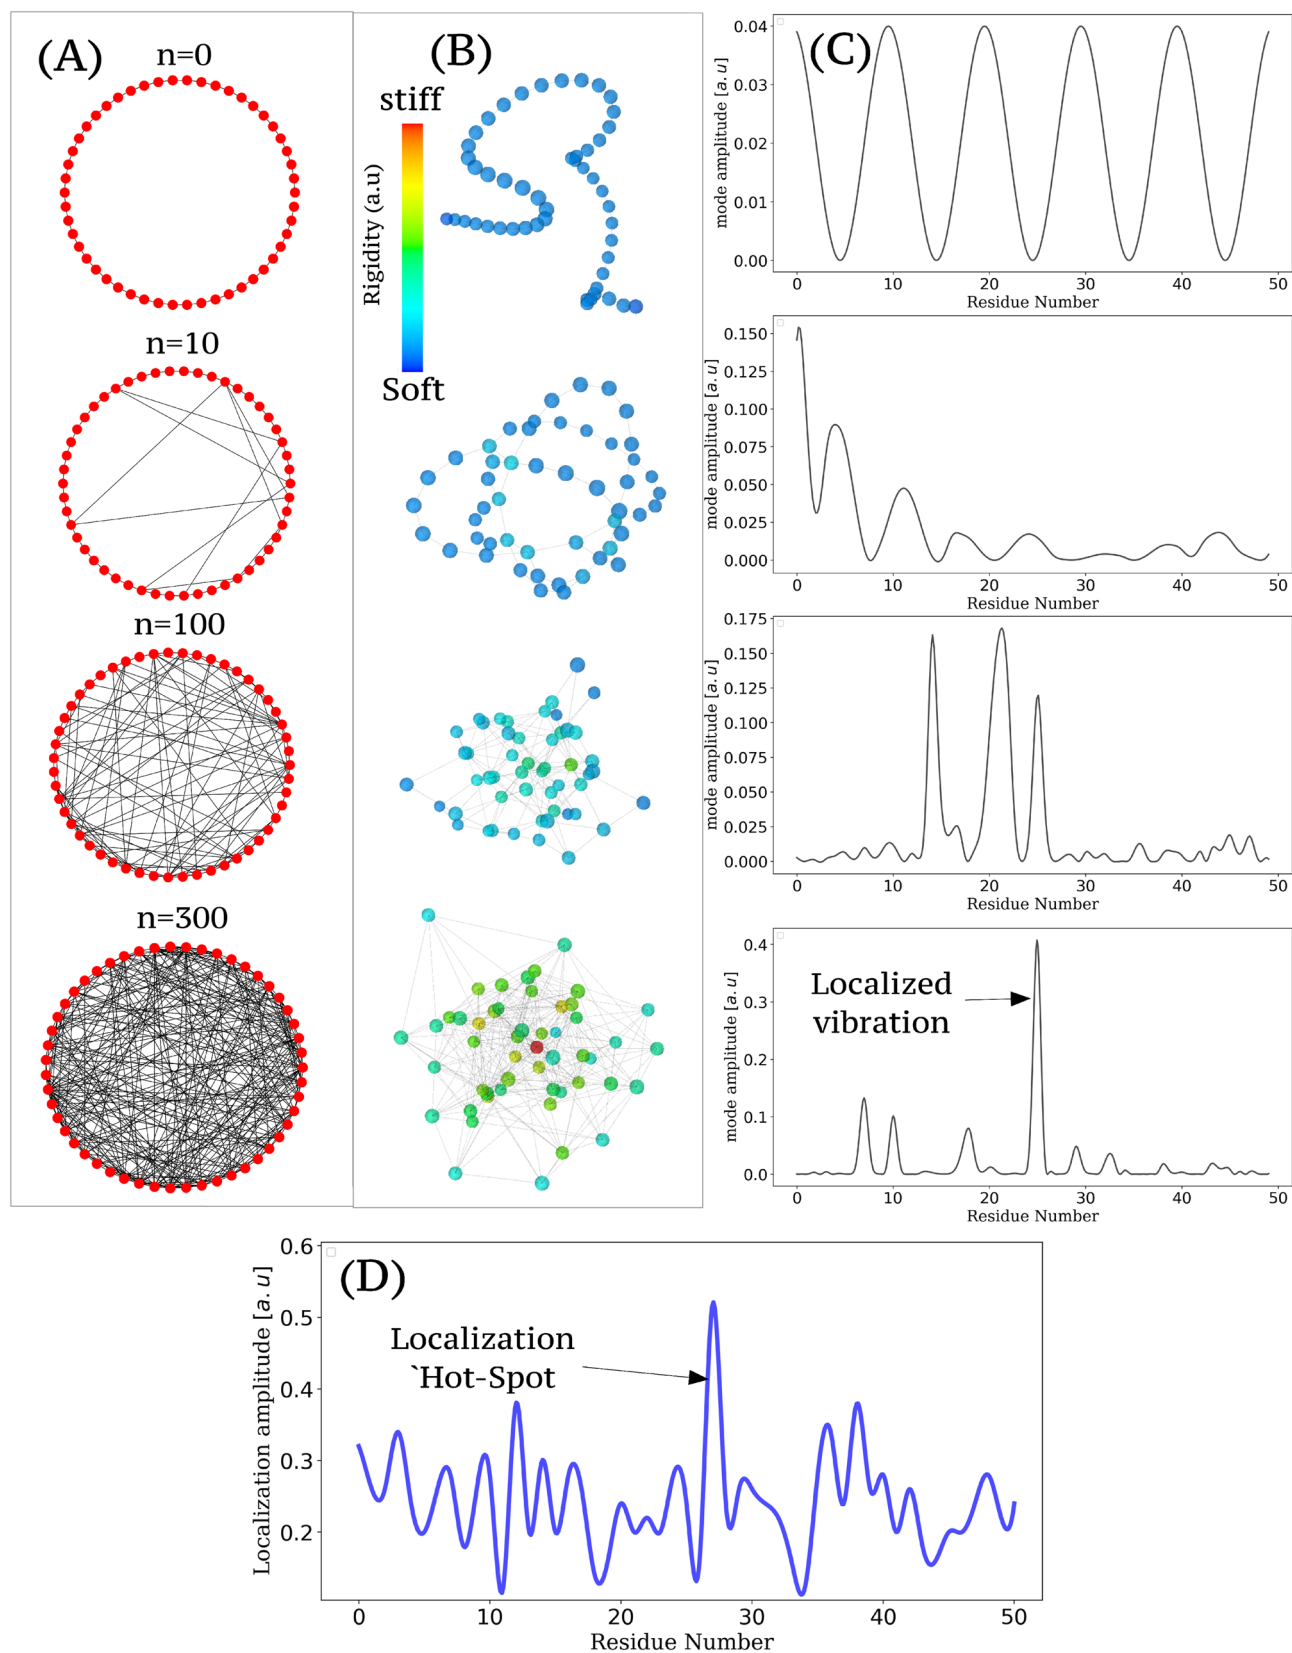 (A)
n=0
n=10
n=100
n=300
(B)
stiff
Rigidity (a.u)
Soft
(C)
mode amplitude [a.u]
0.04
0.03
0.02
0.01
0.00
0 10 20 30 40 50
Residue Number
mode amplitude [a.u]
0.150
0.125
0.100
0.075
0.050
0.025
0.000
0 10 20 30 40 50
Residue Number
mode amplitude [a.u]
0.175
0.150
0.125
0.100
0.075
0.050
0.025
0.000
0 10 20 30 40 50
Residue Number
mode amplitude [a.u]
0.4
0.3
0.2
0.1
0.0
Localized
vibration
0 10 20 30 40 50
Residue Number
(D)
Localization amplitude [a.u]
0.6
0.5
0.4
0.3
0.2
Localization
`Hot-Spot
0 10 20 30 40 50
Residue Number